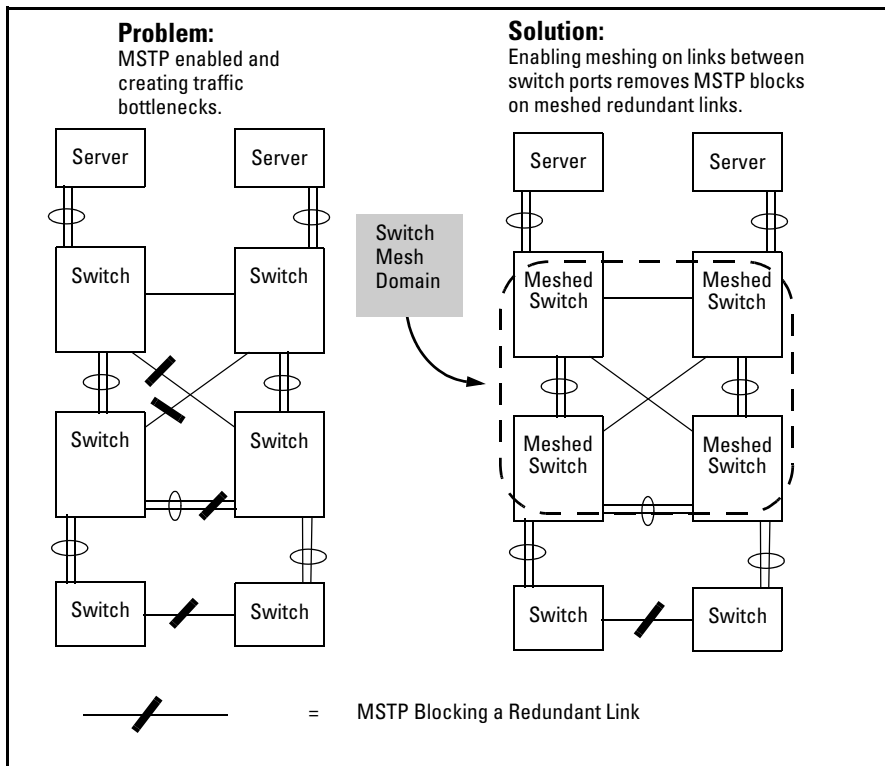 Problem:
MSTP enabled and
creating traffic
bottlenecks.
Server
Server
Switch
Switch
Switch
Switch
Switch
Switch
Solution:
Enabling meshing on links between
switch ports removes MSTP blocks
on meshed redundant links.
Server
Server
Switch
Mesh
Domain
Meshed
Switch
Meshed
Switch
Meshed
Switch
Meshed
Switch
Switch
Switch
= MSTP Blocking a Redundant Link